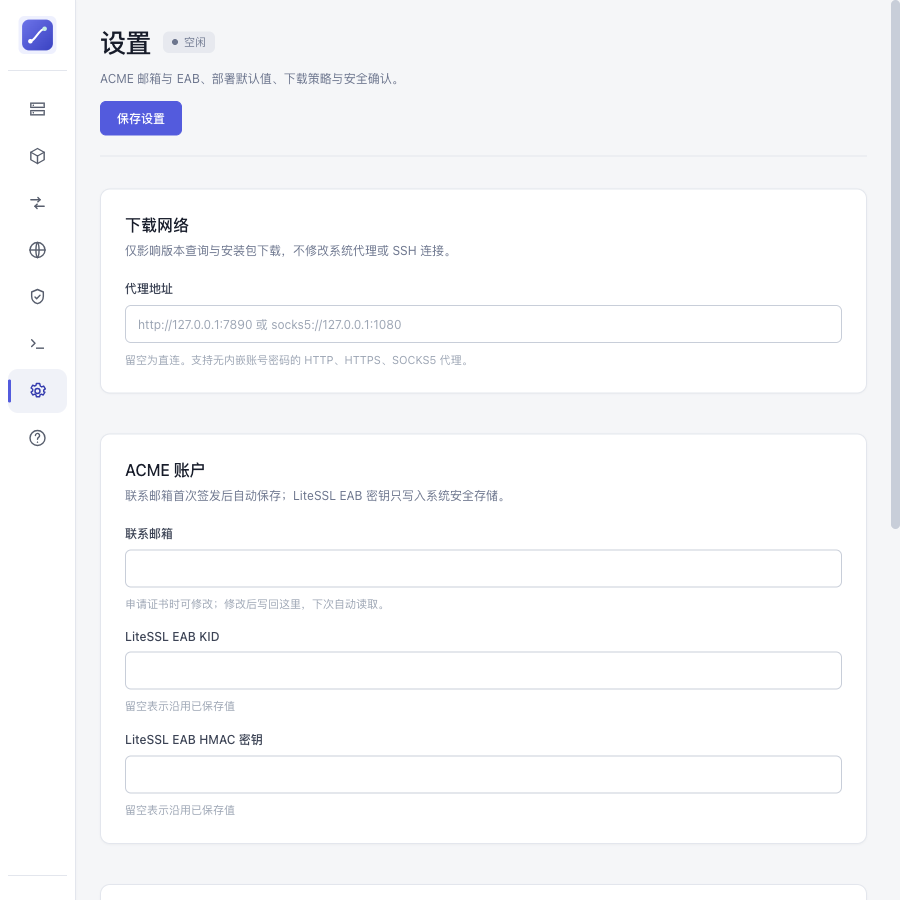 设置
空闲
ACME 邮箱与 EAB、部署默认值、下载策略与安全确认。
保存设置
下载网络
仅影响版本查询与安装包下载，不修改系统代理或 SSH 连接。
代理地址
http://127.0.0.1:7890 或 socks5://127.0.0.1:1080
留空为直连。支持无内嵌账号密码的 HTTP、HTTPS、SOCKS5 代理。
ACME 账户
联系邮箱首次签发后自动保存；LiteSSL EAB 密钥只写入系统安全存储。
联系邮箱
申请证书时可修改；修改后写回这里，下次自动读取。
LiteSSL EAB KID
留空表示沿用已保存值
LiteSSL EAB HMAC 密钥
留空表示沿用已保存值